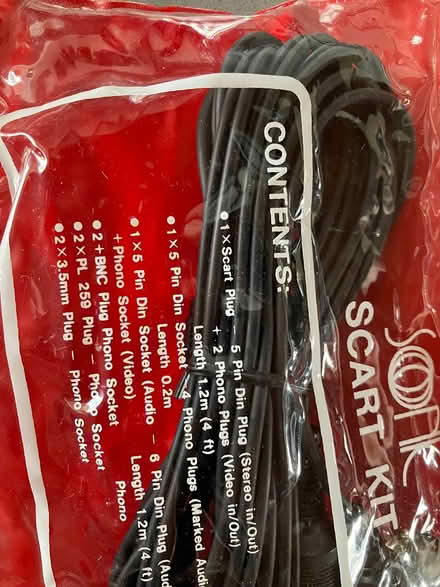 SCART KIT
CONTENTS:
● 1×Scart Plug – 5 Pin Din Plug (Stereo in/Out)
+ 2 Phono Plugs (Video in/Out)
Length 1.2m (4 ft)
● 1×5 Pin Din Socket – 4 Phono Plugs (Marked
Length 0.2m
● 1×5 Pin Din Socket (Audio – 6 Pin Din Plug
Length 1.2m (4 ft)
+Phono Socket (Video) Phono
● 2+BNC Plug Phono Socket
● 2×PL 259 Plug – Phono Socket
● 2×3.5mm Plug – Phono Socket